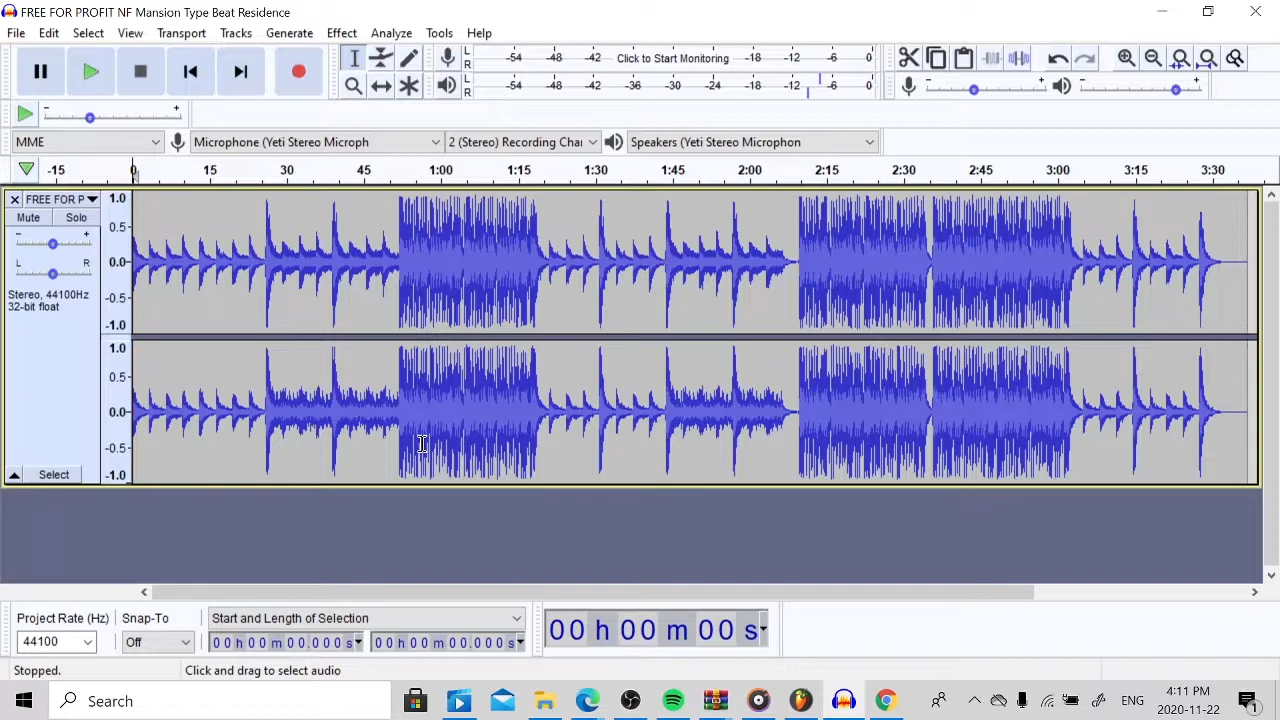 FREE FOR PROFIT NF Mansion Type Beat Residence
File Edit Select View Transport Tracks Generate Effect Analyze Tools Help
L -54 -48 -42 Click to Start Monitoring -18 -12 -6 0
R
L -54 -48 -42 -36 -30 -24 -18 -12 -6 0
R
- + - +
- +
MME Microphone (Yeti Stereo Microph 2 (Stereo) Recording Chai Speakers (Yeti Stereo Microphon
-15 0 15 30 45 1:00 1:15 1:30 1:45 2:00 2:15 2:30 2:45 3:00 3:15 3:30
FREE FOR P 1.0
Mute Solo
- + 0.5
L R 0.0
Stereo, 44100Hz -0.5
32-bit float
-1.0
1.0
0.5
0.0
-0.5
Select -1.0
Project Rate (Hz) Snap-To Start and Length of Selection
44100 Off 00 h 00 m 00.000 s 00 h 00 m 00.000 s 00 h 00 m 00 s
Stopped. Click and drag to select audio
Search ENG 4:11 PM
2020-11-22 1